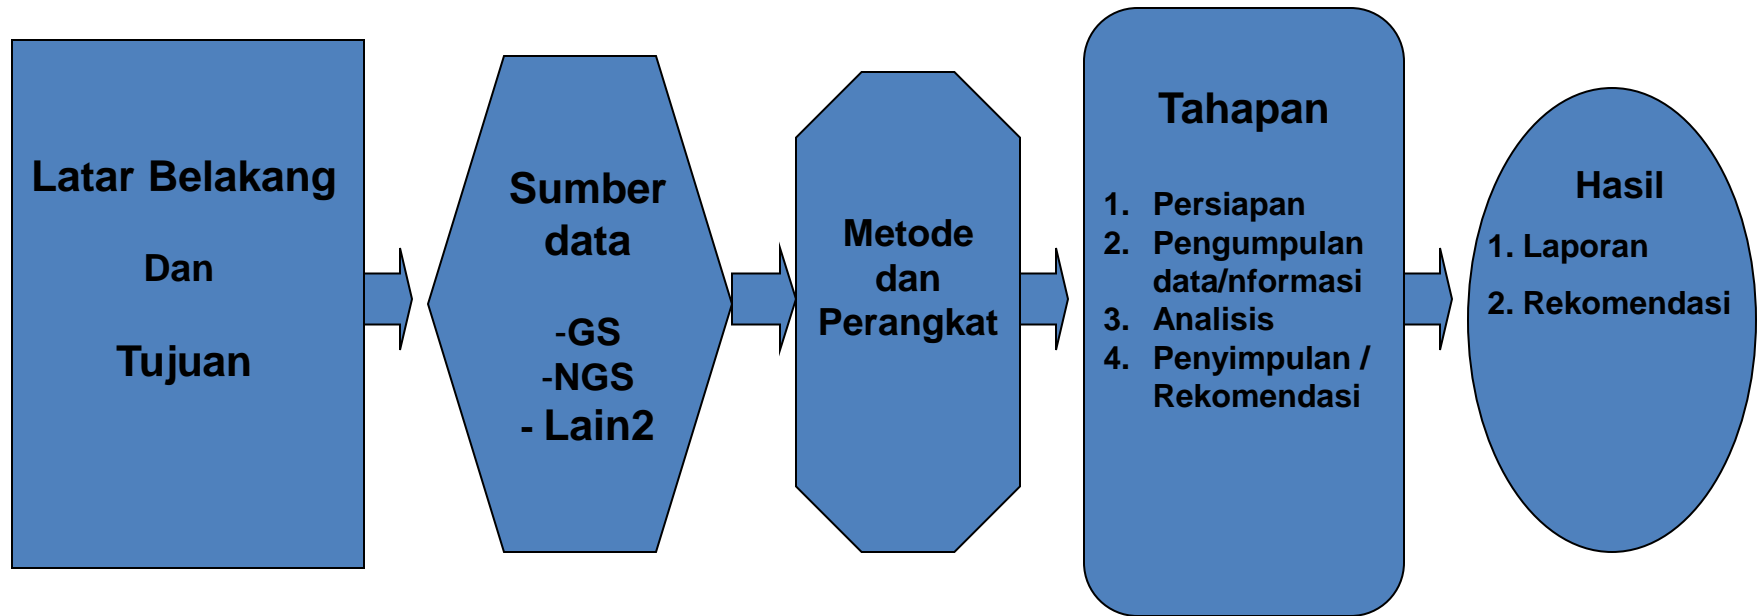 Latar Belakang
Dan
Tujuan
Sumber
data
-GS
-NGS
- Lain2
Metode
dan
Perangkat
Tahapan
1. Persiapan
2. Pengumpulan
data/nformasi
3. Analisis
4. Penyimpulan /
Rekomendasi
Hasil
1. Laporan
2. Rekomendasi